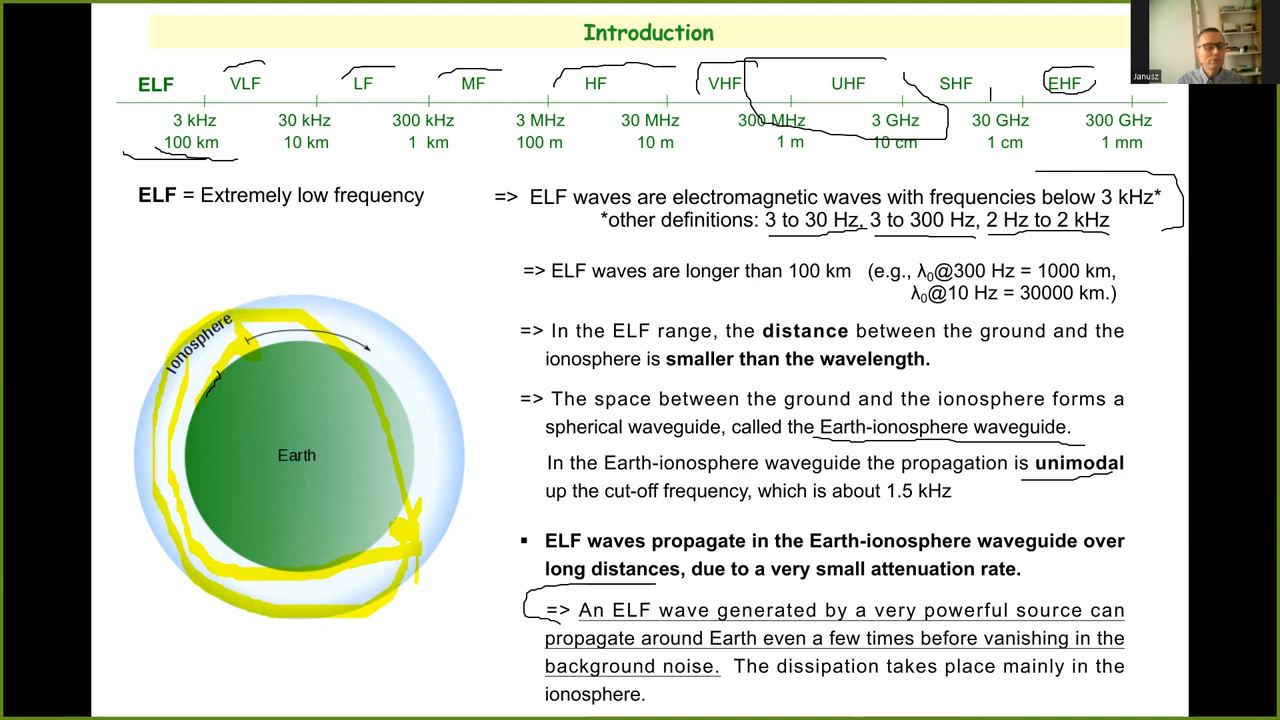 Introduction
ELF VLF LF MF HF VHF UHF SHF EHF
3 kHz 30 kHz 300 kHz 3 MHz 30 MHz 300 MHz 3 GHz 30 GHz 300 GHz
100 km 10 km 1 km 100 m 10 m 1 m 10 cm 1 cm 1 mm
Janusz
ELF = Extremely low frequency
=> ELF waves are electromagnetic waves with frequencies below 3 kHz*
*other definitions: 3 to 30 Hz, 3 to 300 Hz, 2 Hz to 2 kHz
=> ELF waves are longer than 100 km (e.g., λ₀@300 Hz = 1000 km,
λ₀@10 Hz = 30000 km.)
=> In the ELF range, the distance between the ground and the
ionosphere is smaller than the wavelength.
=> The space between the ground and the ionosphere forms a
spherical waveguide, called the Earth-ionosphere waveguide.
In the Earth-ionosphere waveguide the propagation is unimodal
up the cut-off frequency, which is about 1.5 kHz
▪ ELF waves propagate in the Earth-ionosphere waveguide over
long distances, due to a very small attenuation rate.
=> An ELF wave generated by a very powerful source can
propagate around Earth even a few times before vanishing in the
background noise. The dissipation takes place mainly in the
ionosphere.
Ionosphere
Earth